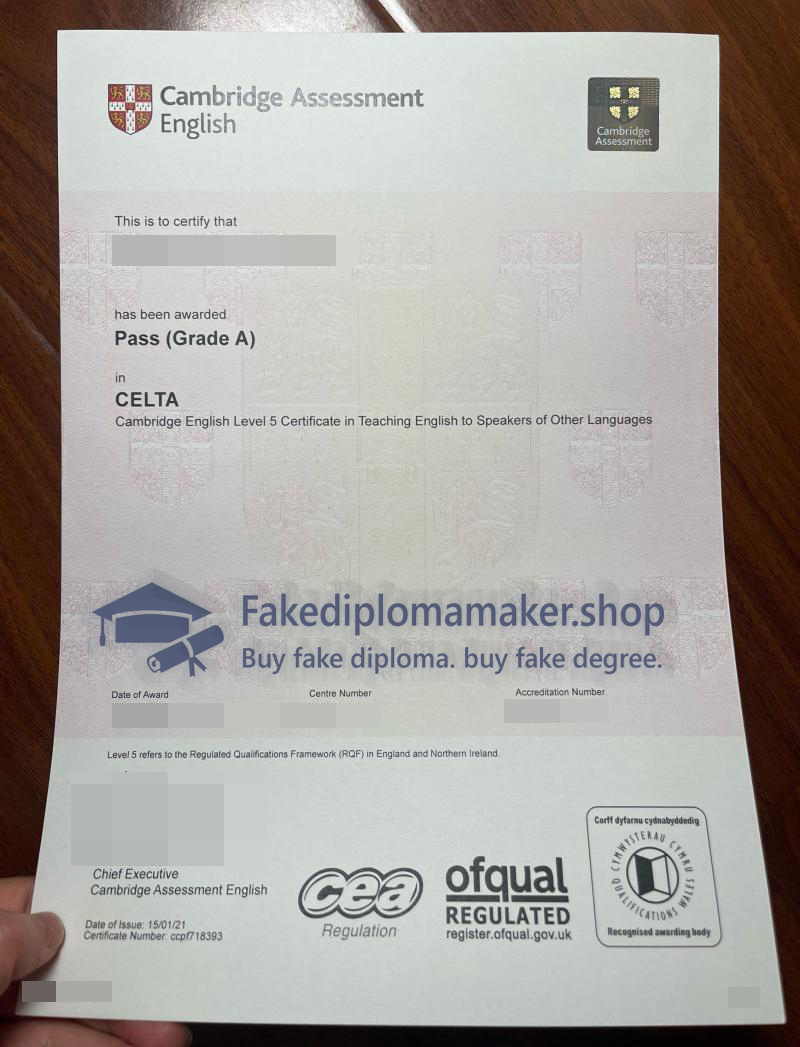 Cambridge Assessment
English
Cambridge
Assessment
This is to certify that
has been awarded
Pass (Grade A)
in
CELTA
Cambridge English Level 5 Certificate in Teaching English to Speakers of Other Languages
Fakediplomamaker.shop
Buy fake diploma. buy fake degree.
Date of Award
Centre Number
Accreditation Number
Level 5 refers to the Regulated Qualifications Framework (RQF) in England and Northern Ireland.
Chief Executive
Cambridge Assessment English
Date of Issue: 15/01/21
Certificate Number: ccpf718393
cea
Regulation
ofqual
REGULATED
register.ofqual.gov.uk
Corff dyfarnu cydnabyddedig
CYMWYSTERAU CYMRU
QUALIFICATIONS WALES
Recognised awarding body